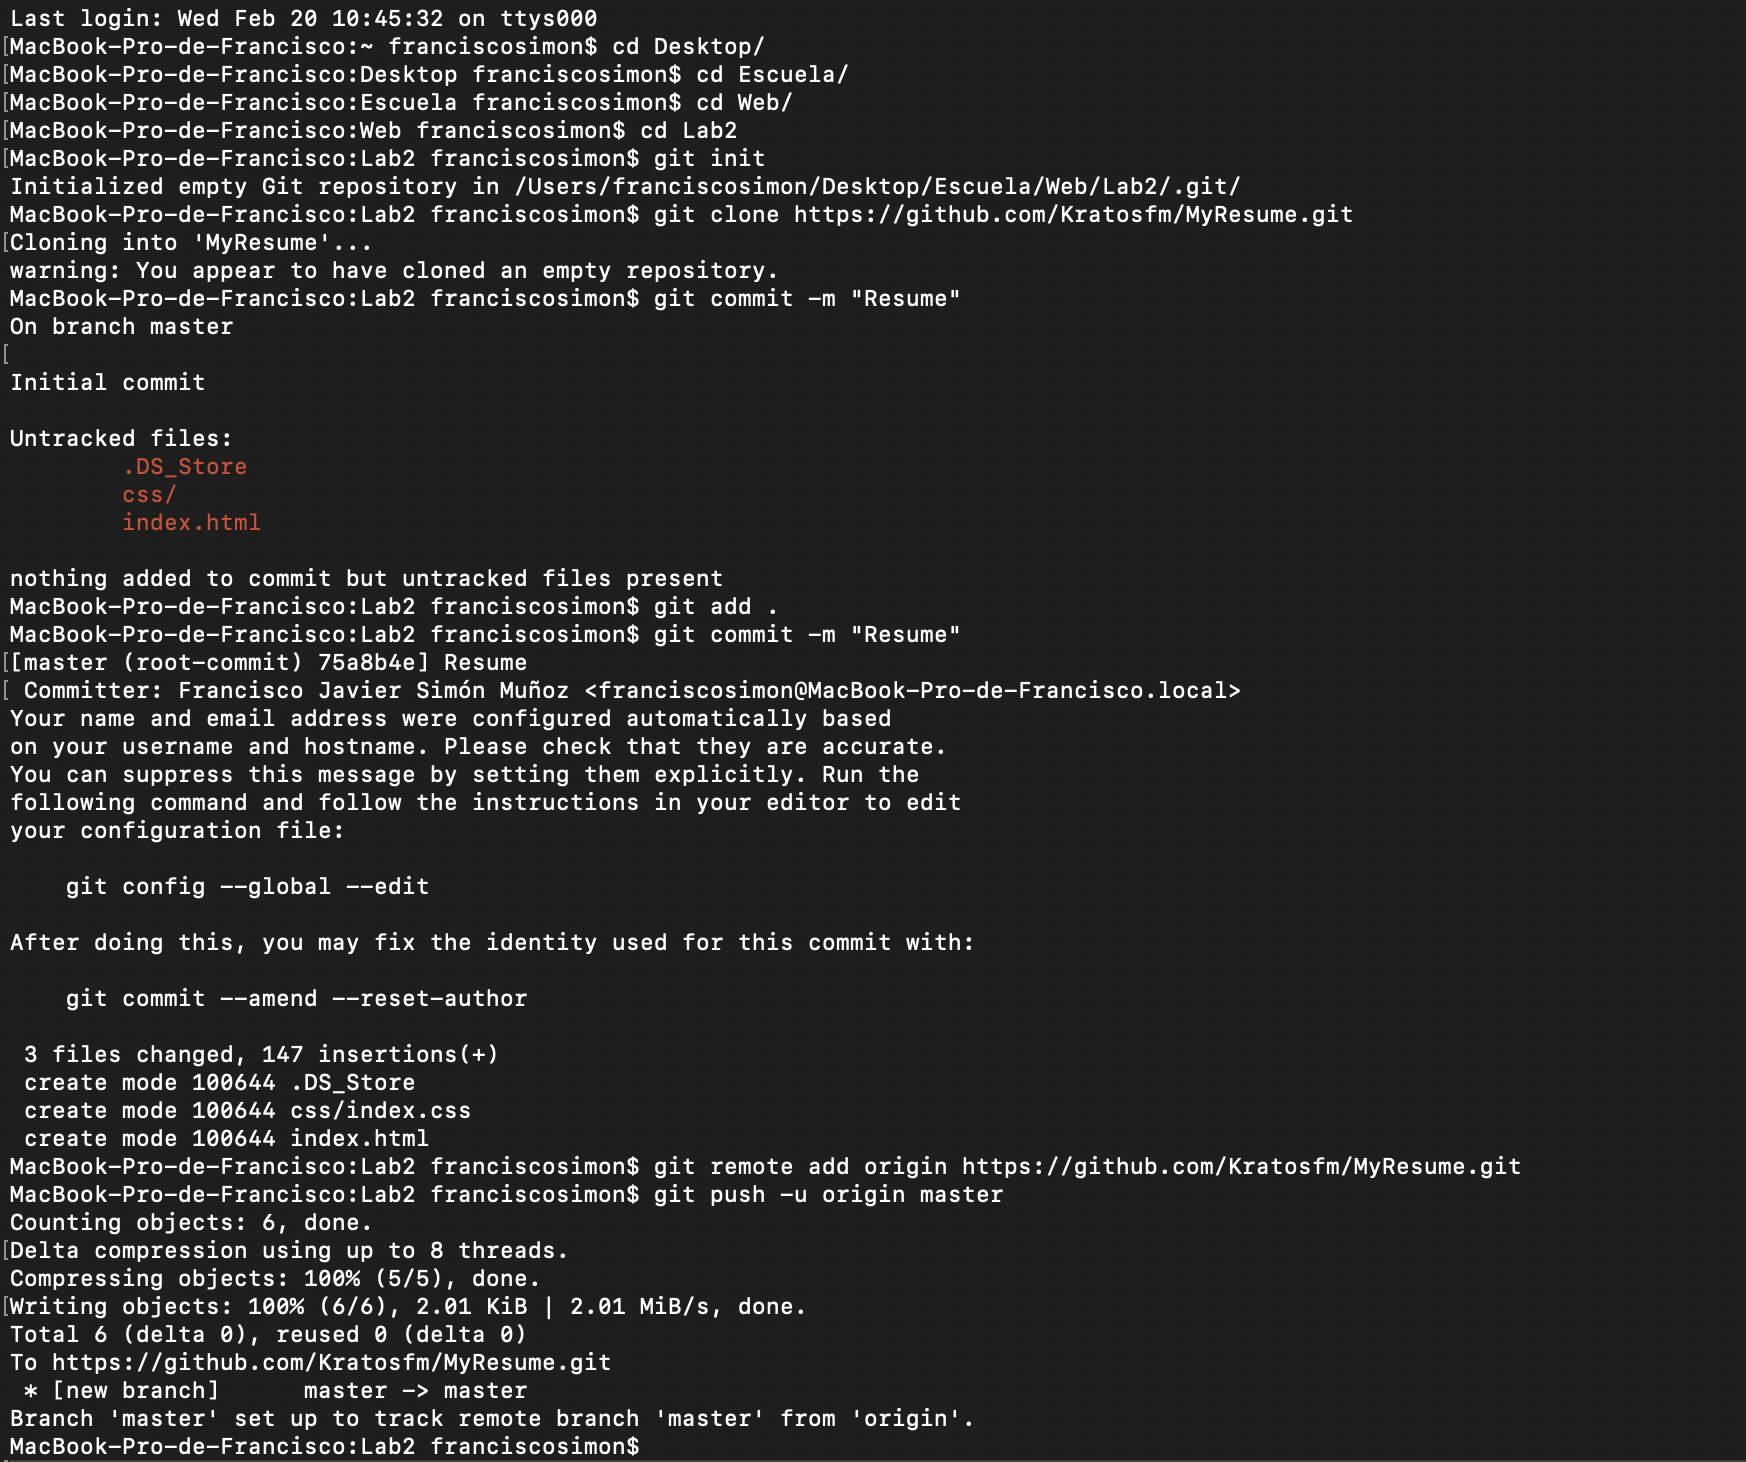 Last login: Wed Feb 20 10:45:32 on ttys000
[MacBook-Pro-de-Francisco:~ franciscosimon$ cd Desktop/
[MacBook-Pro-de-Francisco:Desktop franciscosimon$ cd Escuela/
[MacBook-Pro-de-Francisco:Escuela franciscosimon$ cd Web/
[MacBook-Pro-de-Francisco:Web franciscosimon$ cd Lab2
[MacBook-Pro-de-Francisco:Lab2 franciscosimon$ git init
Initialized empty Git repository in /Users/franciscosimon/Desktop/Escuela/Web/Lab2/.git/
MacBook-Pro-de-Francisco:Lab2 franciscosimon$ git clone https://github.com/Kratosfm/MyResume.git
[Cloning into 'MyResume'...
warning: You appear to have cloned an empty repository.
MacBook-Pro-de-Francisco:Lab2 franciscosimon$ git commit -m "Resume"
On branch master
[
Initial commit
Untracked files:
.DS_Store
css/
index.html
nothing added to commit but untracked files present
MacBook-Pro-de-Francisco:Lab2 franciscosimon$ git add .
MacBook-Pro-de-Francisco:Lab2 franciscosimon$ git commit -m "Resume"
[[master (root-commit) 75a8b4e] Resume
[ Committer: Francisco Javier Simón Muñoz <franciscosimon@MacBook-Pro-de-Francisco.local>
Your name and email address were configured automatically based
on your username and hostname. Please check that they are accurate.
You can suppress this message by setting them explicitly. Run the
following command and follow the instructions in your editor to edit
your configuration file:
git config --global --edit
After doing this, you may fix the identity used for this commit with:
git commit --amend --reset-author
3 files changed, 147 insertions(+)
create mode 100644 .DS_Store
create mode 100644 css/index.css
create mode 100644 index.html
MacBook-Pro-de-Francisco:Lab2 franciscosimon$ git remote add origin https://github.com/Kratosfm/MyResume.git
MacBook-Pro-de-Francisco:Lab2 franciscosimon$ git push -u origin master
Counting objects: 6, done.
[Delta compression using up to 8 threads.
Compressing objects: 100% (5/5), done.
[Writing objects: 100% (6/6), 2.01 KiB | 2.01 MiB/s, done.
Total 6 (delta 0), reused 0 (delta 0)
To https://github.com/Kratosfm/MyResume.git
* [new branch]      master -> master
Branch 'master' set up to track remote branch 'master' from 'origin'.
MacBook-Pro-de-Francisco:Lab2 franciscosimon$